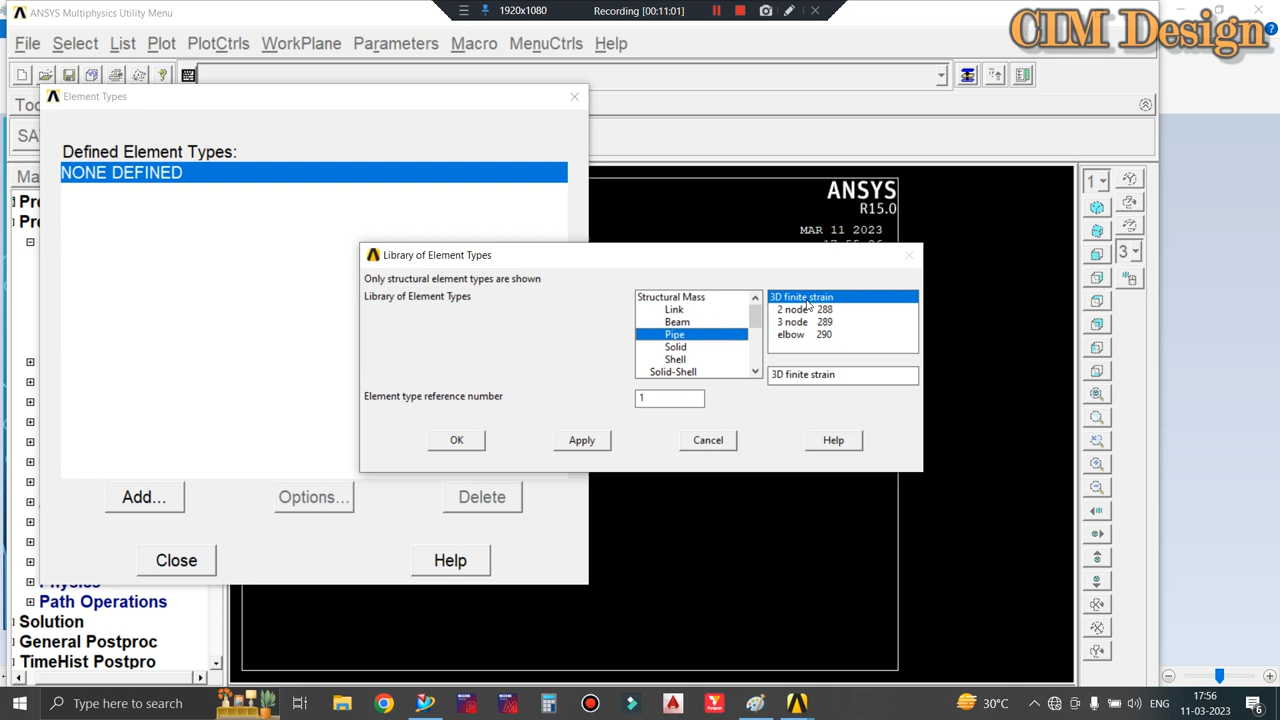 ANSYS Multiphysics Utility Menu
1920x1080
Recording [00:11:01]
CIM Design
File Select List Plot PlotCtrls WorkPlane Parameters Macro MenuCtrls Help
Element Types
Defined Element Types:
NONE DEFINED
ANSYS
R15.0
MAR 11 2023
1
3
Library of Element Types
Only structural element types are shown
Library of Element Types
Structural Mass
Link
Beam
Pipe
Solid
Shell
Solid-Shell
3D finite strain
2 node 288
3 node 289
elbow 290
3D finite strain
Element type reference number
1
OK Apply Cancel Help
Add... Options... Delete
Close Help
Path Operations
Solution
General Postproc
TimeHist Postpro
Type here to search
30°C
ENG
17:56
11-03-2023
6